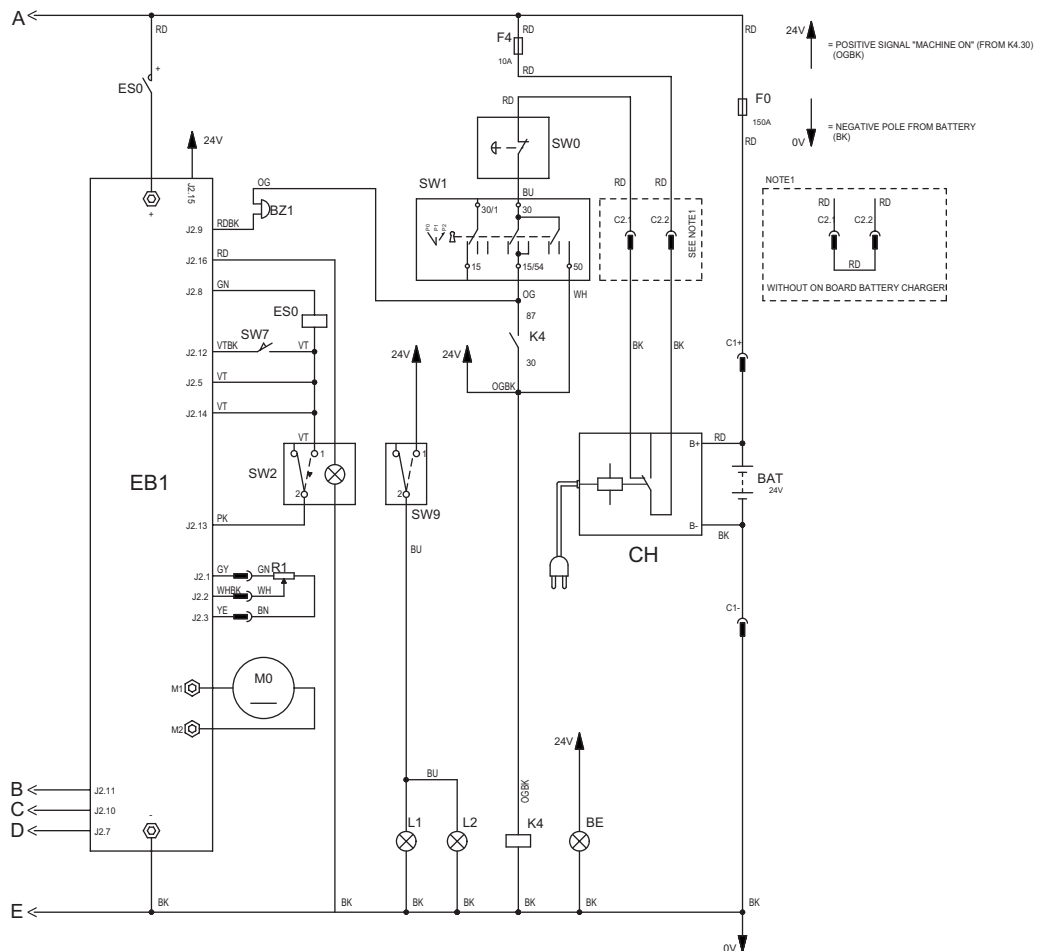 A
RD
RD
RD
F4
10A
RD
24V
= POSITIVE SIGNAL "MACHINE ON" (FROM K4.30)
(OGBK)
ES0
+
RD
F0
150A
= NEGATIVE POLE FROM BATTERY
(BK)
0V
RD
24V
SW0
NOTE1
RD
RD
C2.1
C2.2
RD
WITHOUT ON BOARD BATTERY CHARGER
SW1
BU
RD
RD
J2.15
+
OG
BZ1
30/1
30
P0
P1
P2
C2.1
C2.2
SEE NOTE1
J2.9
RDBK
15
15/54
50
J2.16
RD
J2.8
GN
OG
WH
ES0
87
K4
30
SW7
J2.12
VTBK
VT
24V
24V
BK
BK
C1+
J2.5
VT
OGBK
J2.14
VT
VT
EB1
SW2
1
2
1
2
SW9
B+
RD
BAT
24V
J2.13
PK
B-
BK
BU
CH
J2.1
GY
GN
R1
J2.2
WHBK
WH
J2.3
YE
BN
C1-
M1
M0
M2
24V
B
J2.11
BU
OGBK
C
J2.10
D
J2.7
-
L1
L2
K4
BE
E
BK
BK
BK
BK
BK
BK
BK
BK
0V